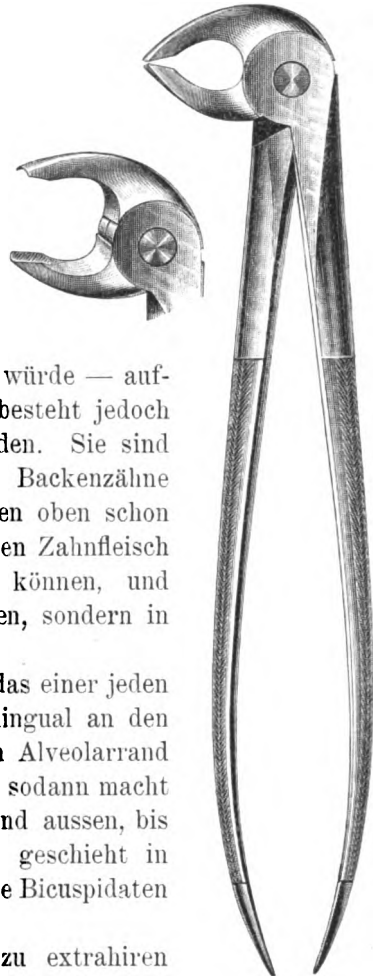 würde — auf-
besteht jedoch
den. Sie sind
Backenzähne
en oben schon
en Zahnfleisch
können, und
en, sondern in
das einer jeden
lingual an den
Alveolarrand
sodann macht
nd aussen, bis
geschieht in
e Bicuspidaten
zu extrahiren